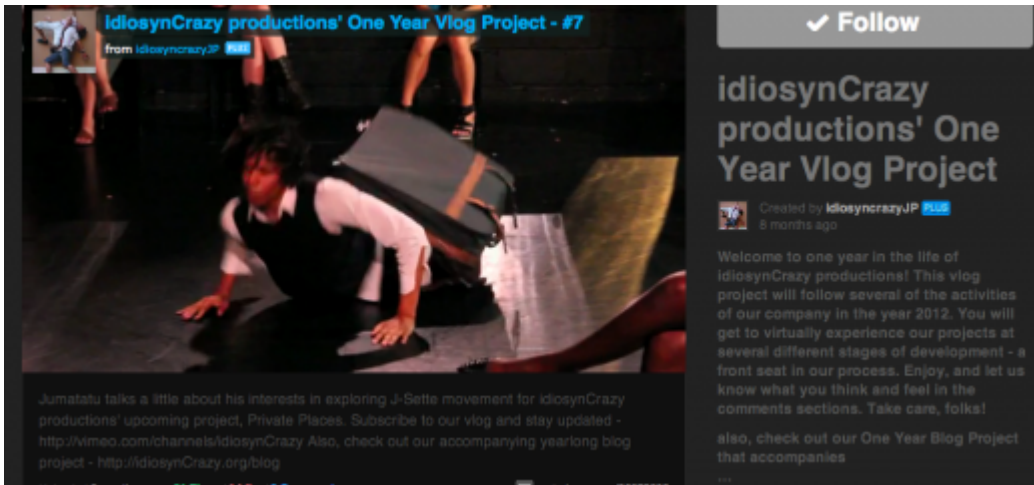 idiosynCrazy productions' One Year Vlog Project - #7
from idiosyncrazyJP PLUS
Jumatatu talks a little about his interests in exploring J-Sette movement for idiosynCrazy
productions' upcoming project, Private Places. Subscribe to our vlog and stay updated -
http://vimeo.com/channels/idiosynCrazy Also, check out our accompanying yearlong blog
project - http://idiosynCrazy.org/blog
Follow
idiosynCrazy
productions' One
Year Vlog Project
Created by idiosyncrazyJP PLUS
8 months ago
Welcome to one year in the life of
idiosynCrazy productions! This vlog
project will follow several of the activities
of our company in the year 2012. You will
get to virtually experience our projects at
several different stages of development - a
front seat in our process. Enjoy, and let us
know what you think and feel in the
comments sections. Take care, folks!
also, check out our One Year Blog Project
that accompanies
...